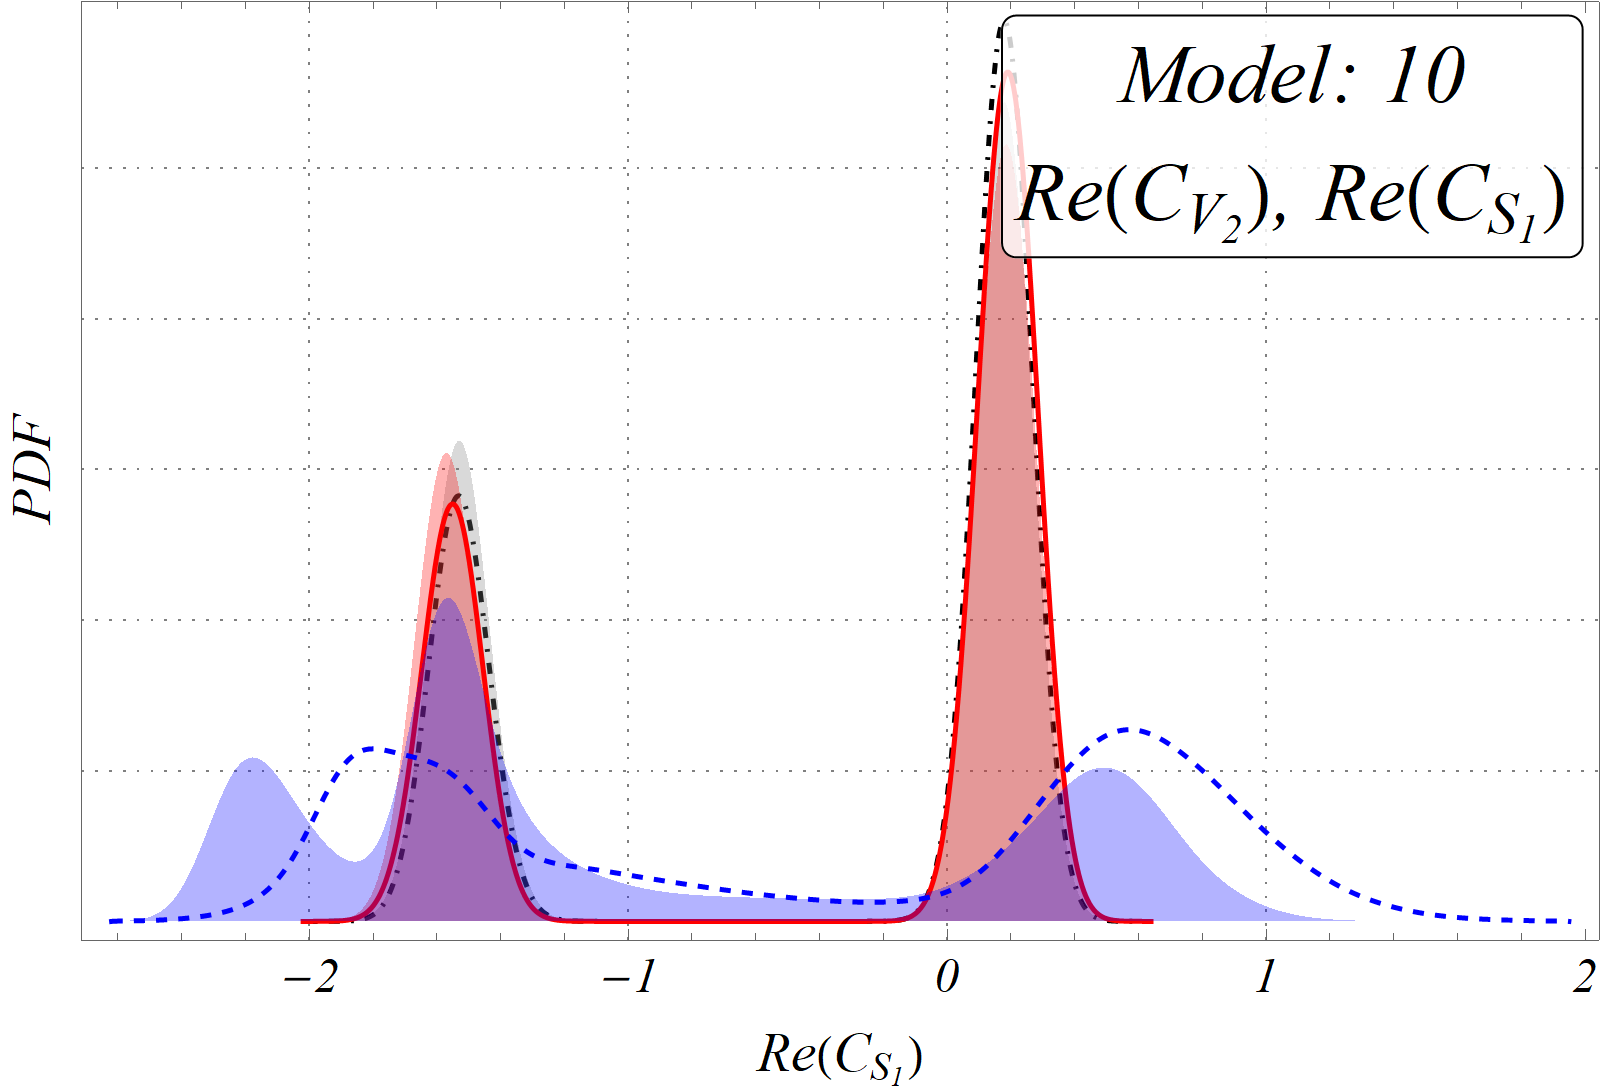 Model: 10
Re(C_{V_2}), Re(C_{S_1})
PDF
−2 −1 0 1 2
Re(C_{S_1})